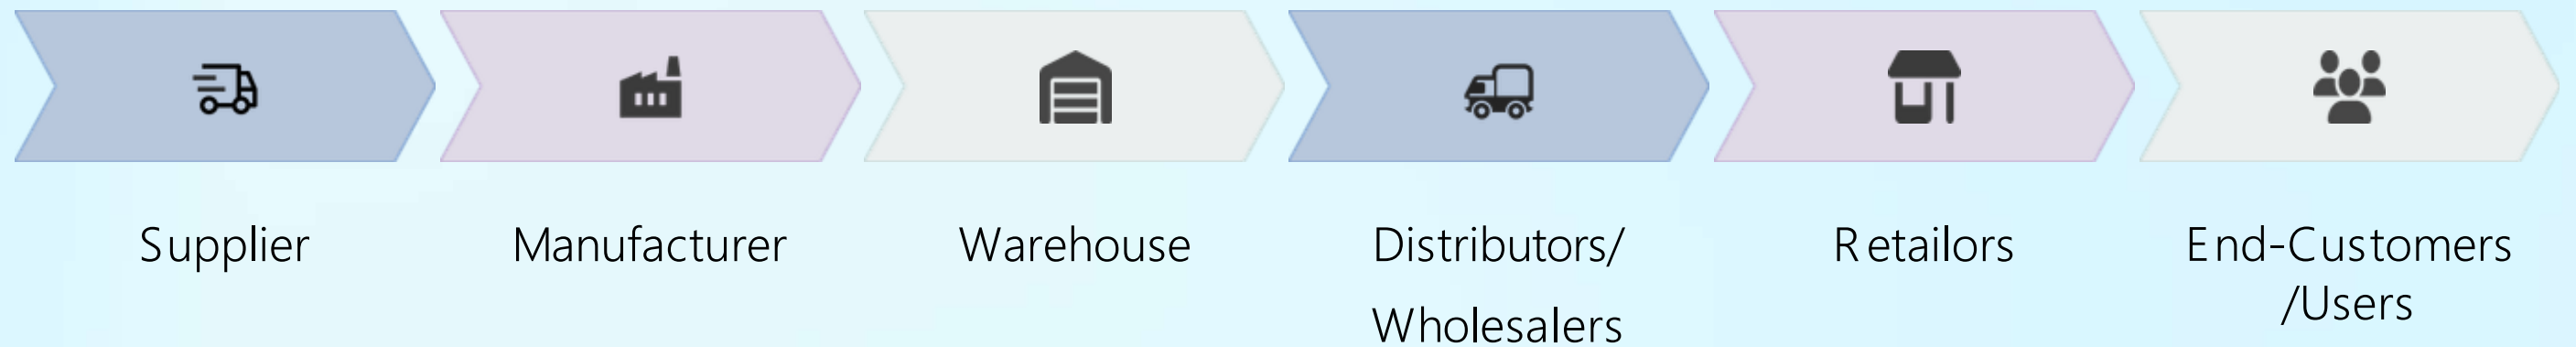 Supplier
Manufacturer
Warehouse
Distributors/
Wholesalers
Retailors
End-Customers
/Users